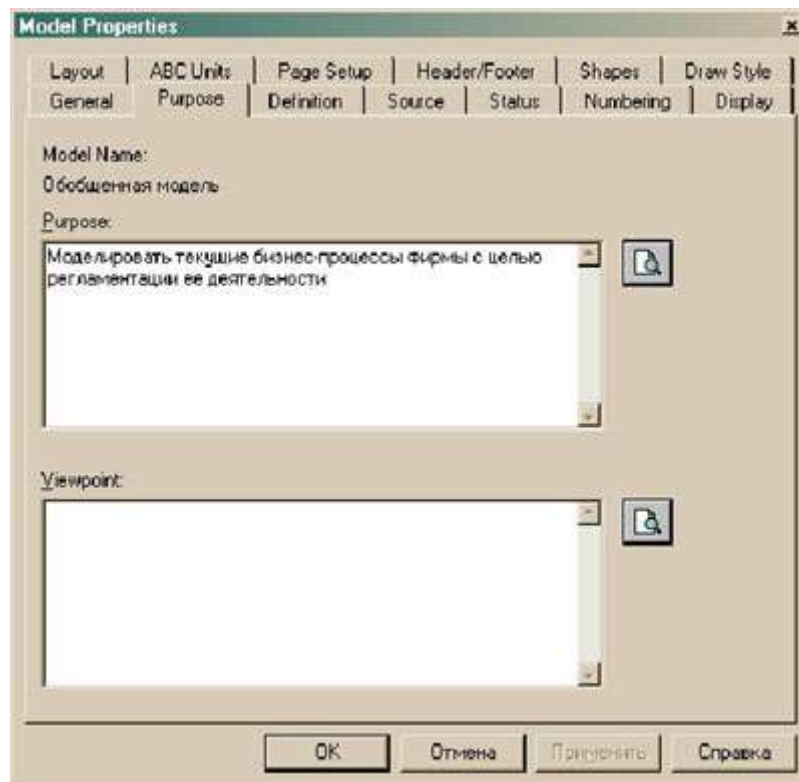 Model Properties
Layout ABC Units Page Setup Header/Footer Shapes Draw Style
General Purpose Definition Source Status Numbering Display
Model Name:
Обобщенная модель
Purpose:
Моделировать текущие бизнес-процессы фирмы с целью
регламентации ее деятельности
Viewpoint:
OK Отмена Применить Справка